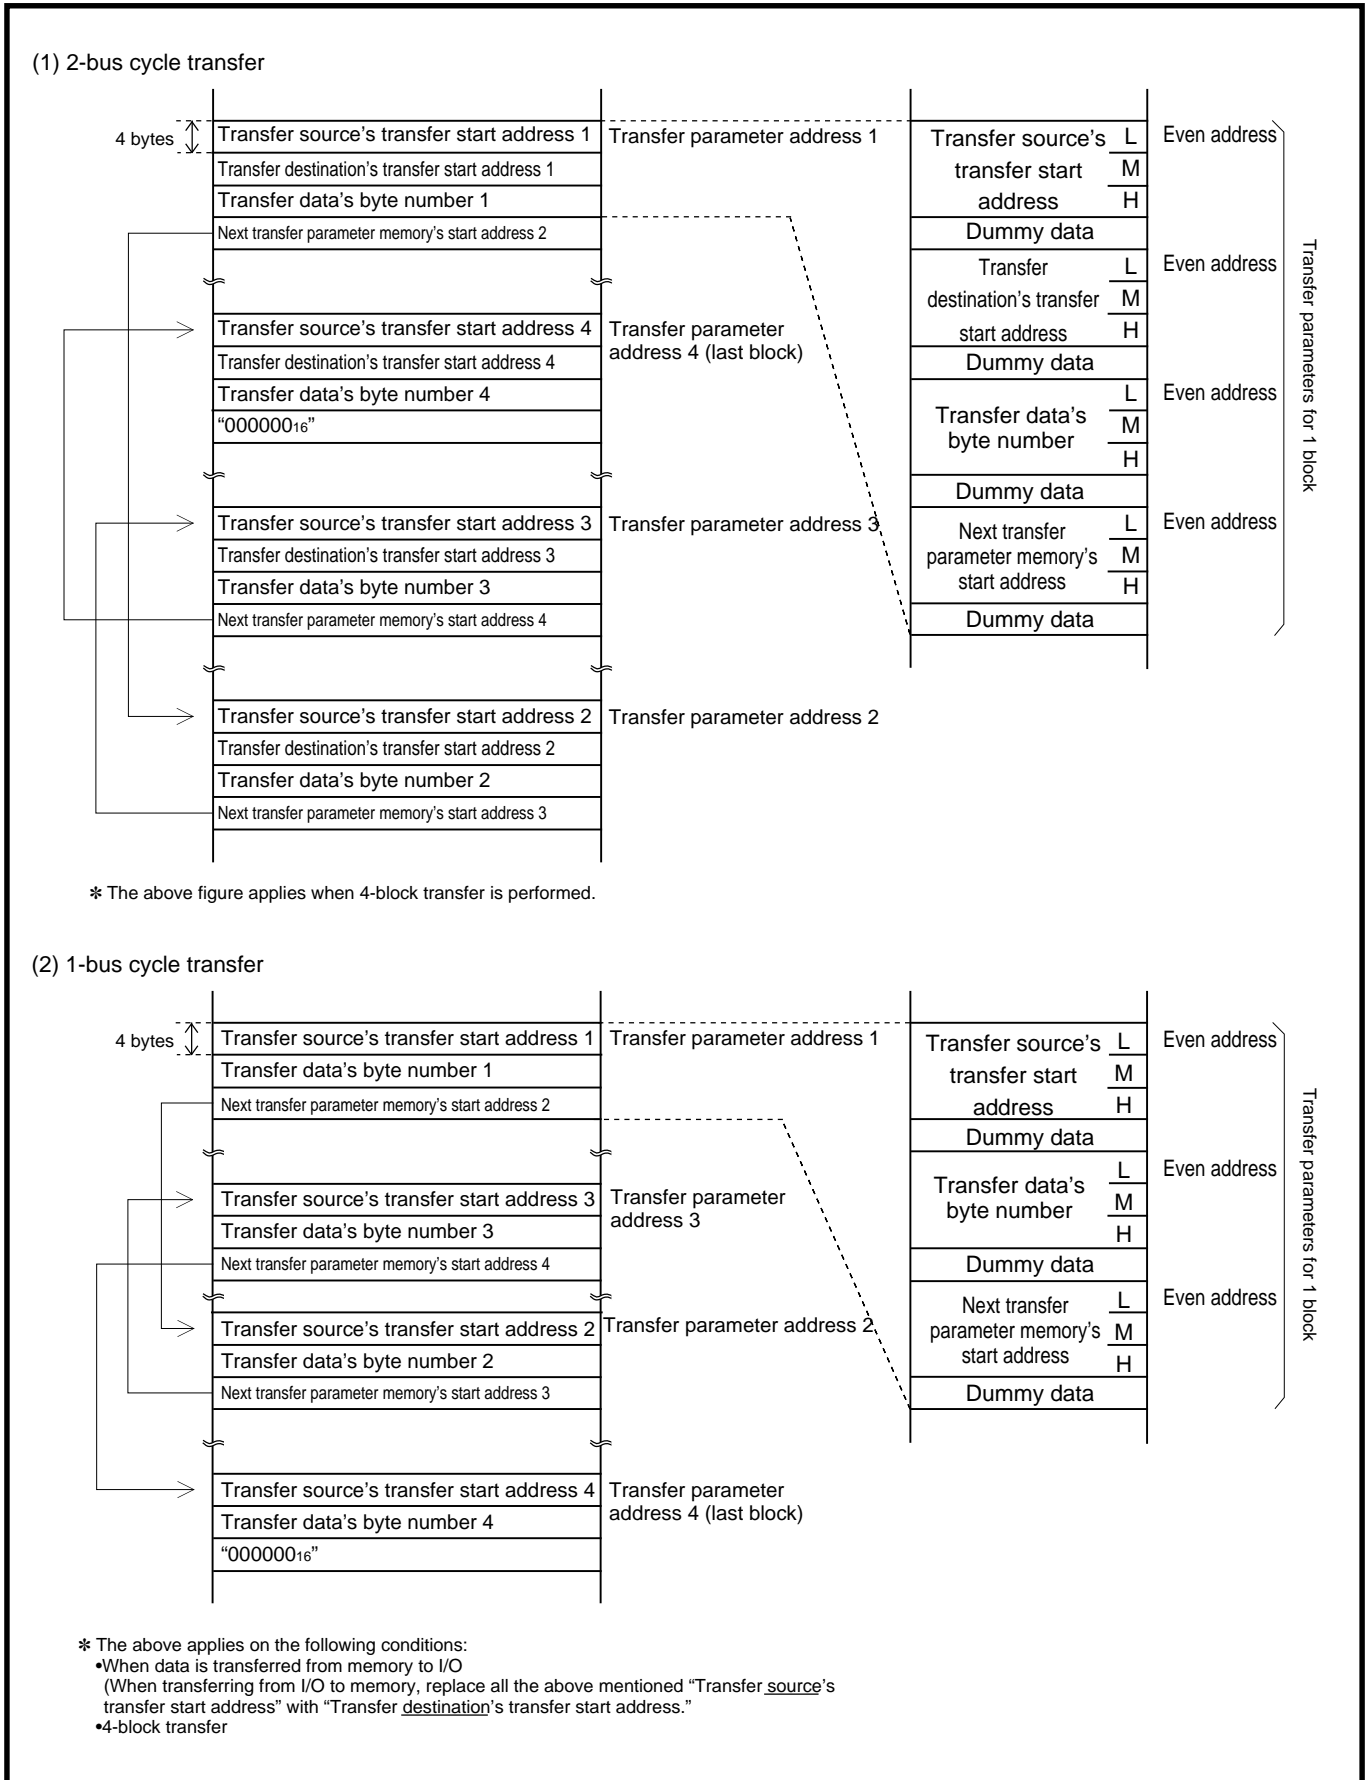 (1) 2-bus cycle transfer
4 bytes
Transfer source's transfer start address 1
Transfer destination's transfer start address 1
Transfer data's byte number 1
Next transfer parameter memory's start address 2
Transfer source's transfer start address 4
Transfer destination's transfer start address 4
Transfer data's byte number 4
“000000₁₆”
Transfer source's transfer start address 3
Transfer destination's transfer start address 3
Transfer data's byte number 3
Next transfer parameter memory's start address 4
Transfer source's transfer start address 2
Transfer destination's transfer start address 2
Transfer data's byte number 2
Next transfer parameter memory's start address 3
Transfer parameter address 1
Transfer parameter
address 4 (last block)
Transfer parameter address 3
Transfer parameter address 2
Transfer source's
transfer start
address
L
M
H
Even address
Dummy data
Transfer
destination's transfer
start address
L
M
H
Even address
Dummy data
Transfer data's
byte number
L
M
H
Even address
Dummy data
Next transfer
parameter memory's
start address
L
M
H
Even address
Dummy data
Transfer parameters for 1 block
✽ The above figure applies when 4-block transfer is performed.
(2) 1-bus cycle transfer
4 bytes
Transfer source's transfer start address 1
Transfer data's byte number 1
Next transfer parameter memory's start address 2
Transfer source's transfer start address 3
Transfer data's byte number 3
Next transfer parameter memory's start address 4
Transfer source's transfer start address 2
Transfer data's byte number 2
Next transfer parameter memory's start address 3
Transfer source's transfer start address 4
Transfer data's byte number 4
“000000₁₆”
Transfer parameter address 1
Transfer parameter
address 3
Transfer parameter address 2
Transfer parameter
address 4 (last block)
Transfer source's
transfer start
address
L
M
H
Even address
Dummy data
Transfer data's
byte number
L
M
H
Even address
Dummy data
Next transfer
parameter memory's
start address
L
M
H
Even address
Dummy data
Transfer parameters for 1 block
✽ The above applies on the following conditions:
•When data is transferred from memory to I/O
(When transferring from I/O to memory, replace all the above mentioned “Transfer source's
transfer start address” with “Transfer destination's transfer start address.”
•4-block transfer